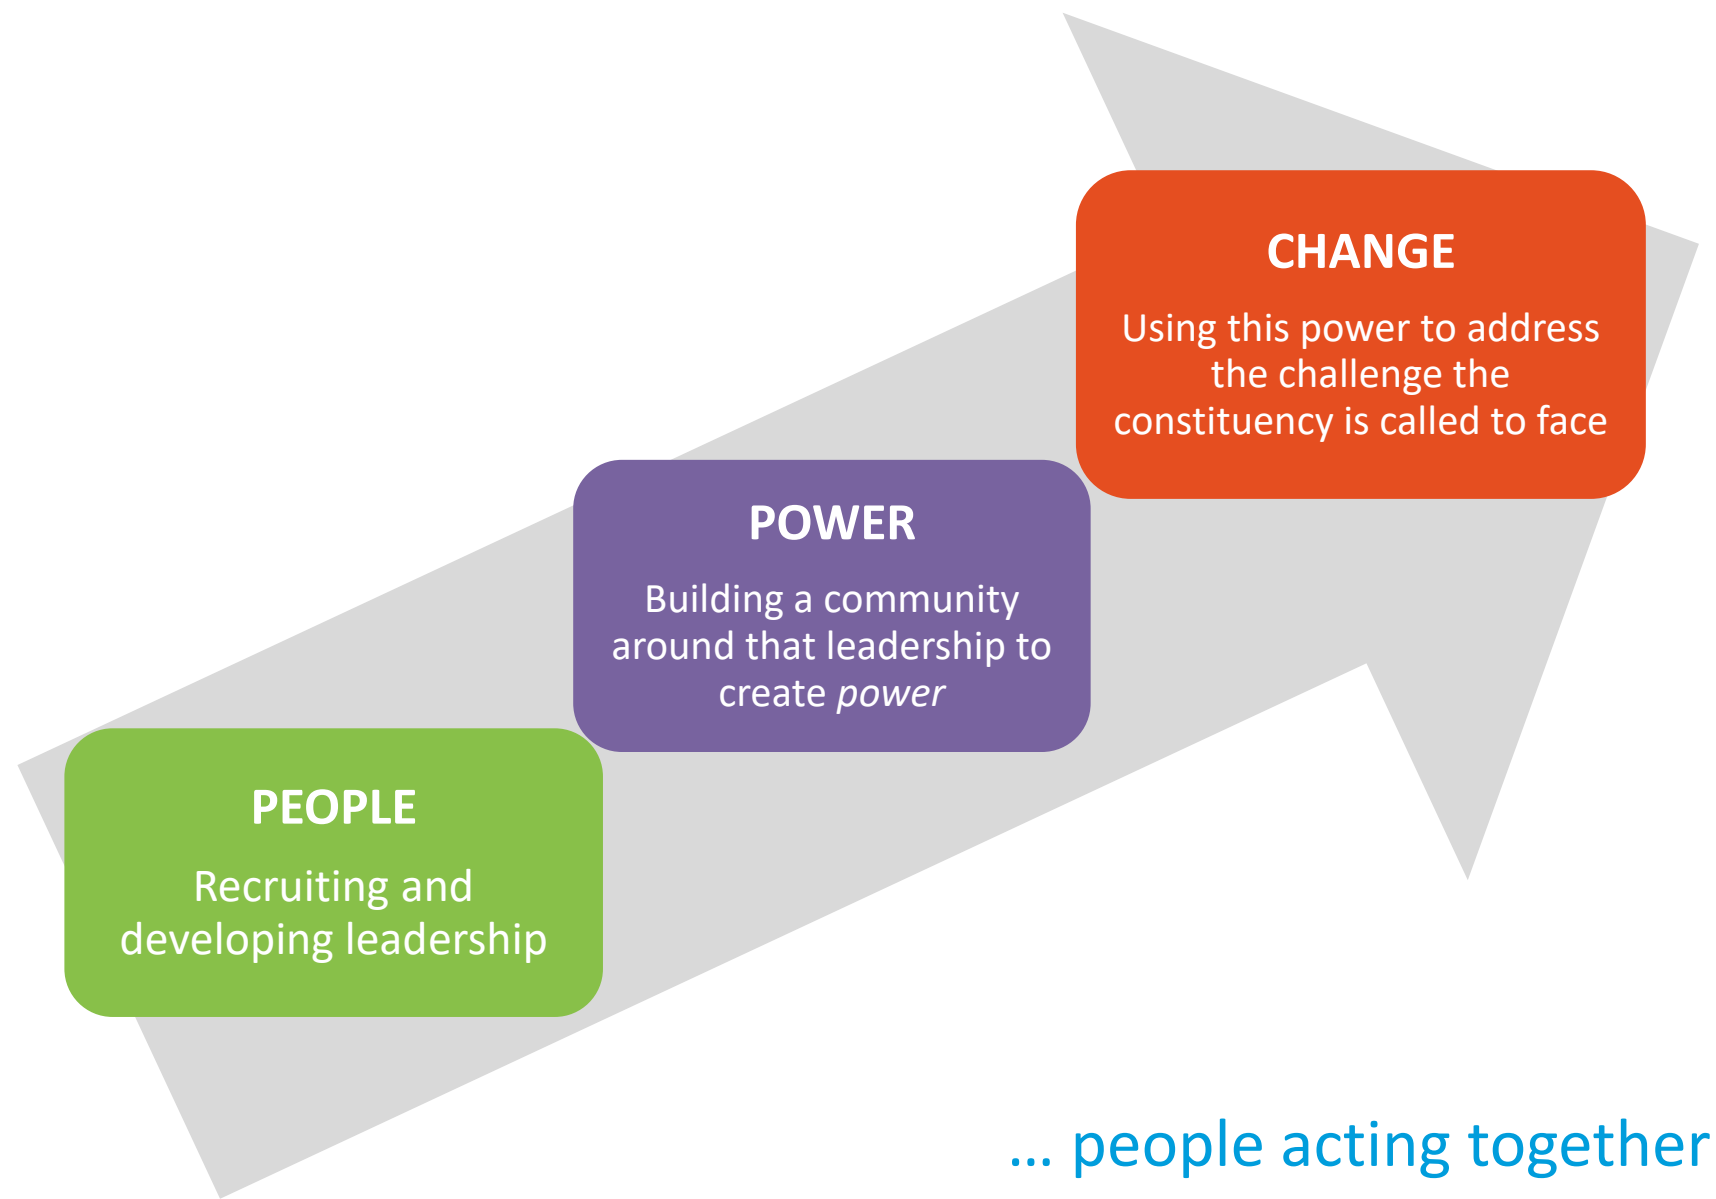 CHANGE
Using this power to address
the challenge the
constituency is called to face
POWER
Building a community
around that leadership to
create power
PEOPLE
Recruiting and
developing leadership
... people acting together